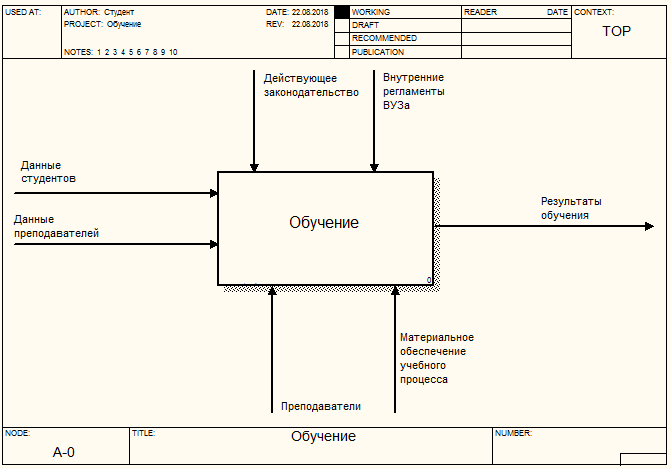 USED AT:
AUTHOR: Студент
DATE: 22.08.2018
WORKING
READER
DATE
CONTEXT:
PROJECT: Обучение
REV: 22.08.2018
DRAFT
TOP
RECOMMENDED
NOTES: 1 2 3 4 5 6 7 8 9 10
PUBLICATION
Действующее
законодательство
Внутренние
регламенты
ВУЗа
Данные
студентов
Данные
преподавателей
Обучение
0
Результаты
обучения
Материальное
обеспечение
учебного
процесса
Преподаватели
NODE:
A-0
TITLE:
Обучение
NUMBER: